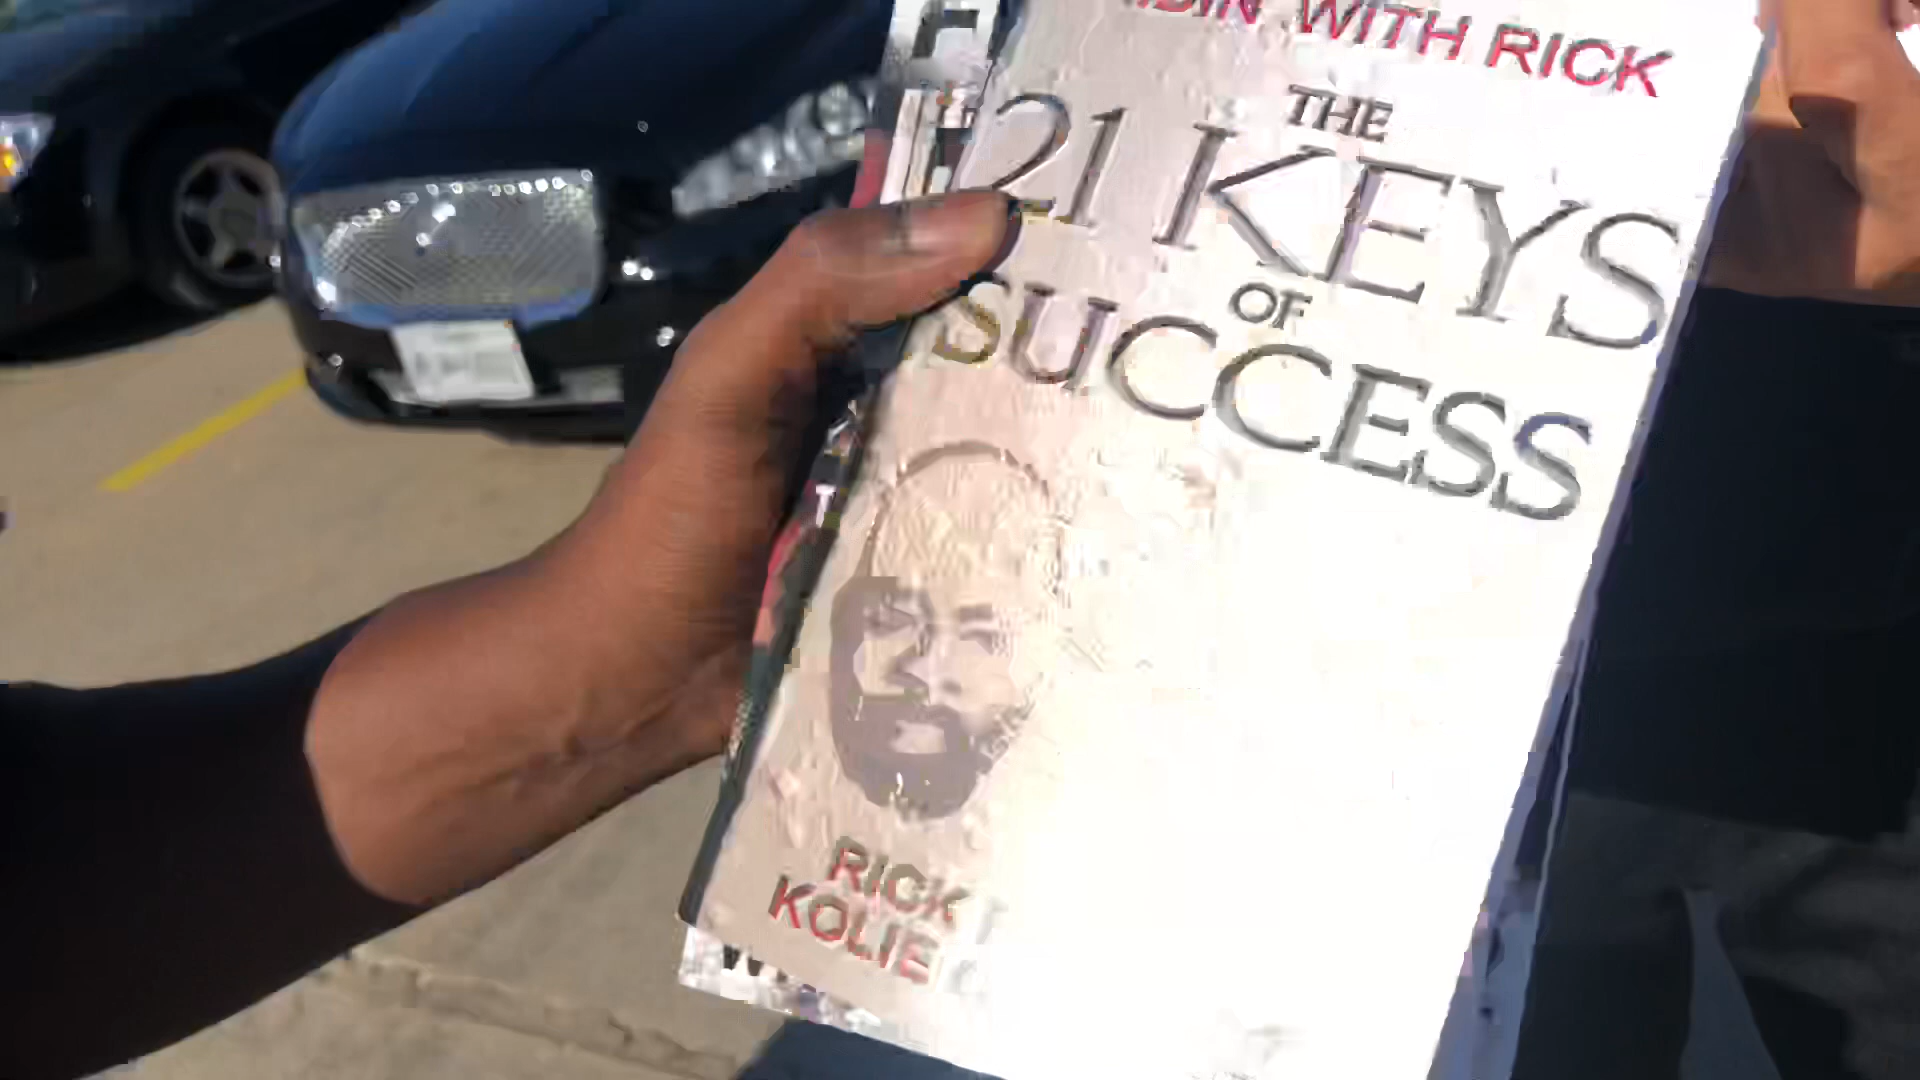 WITH RICK
THE
21 KEYS
OF
SUCCESS
RICK
KOLIE